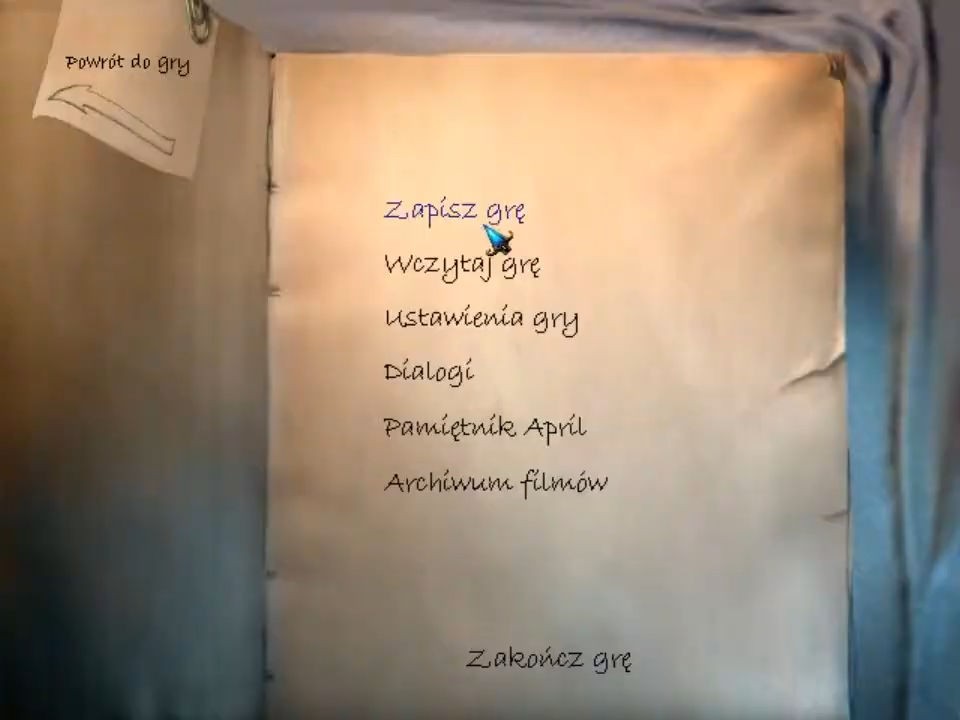 Powrót do gry
Zapisz grę
Wczytaj grę
Ustawienia gry
Dialogi
Pamiętnik April
Archiwum filmów
Zakończ grę